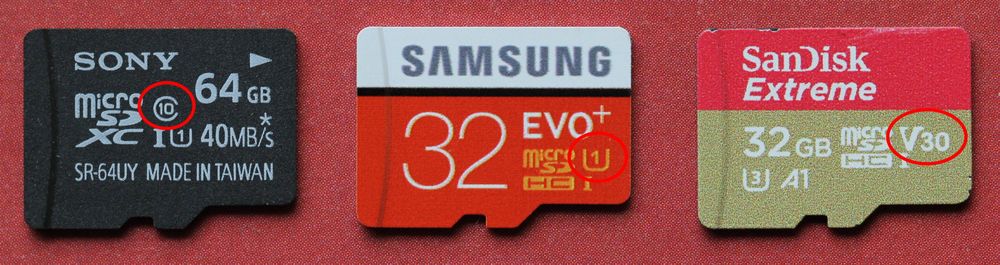 SONY
64 GB
micro SD XC
10
I U1 40MB/s*
SR-64UY MADE IN TAIWAN
SAMSUNG
32 EVO+
micro SD HC I U1
SanDisk
Extreme
32 GB micro SD HC I V30
U3 A1